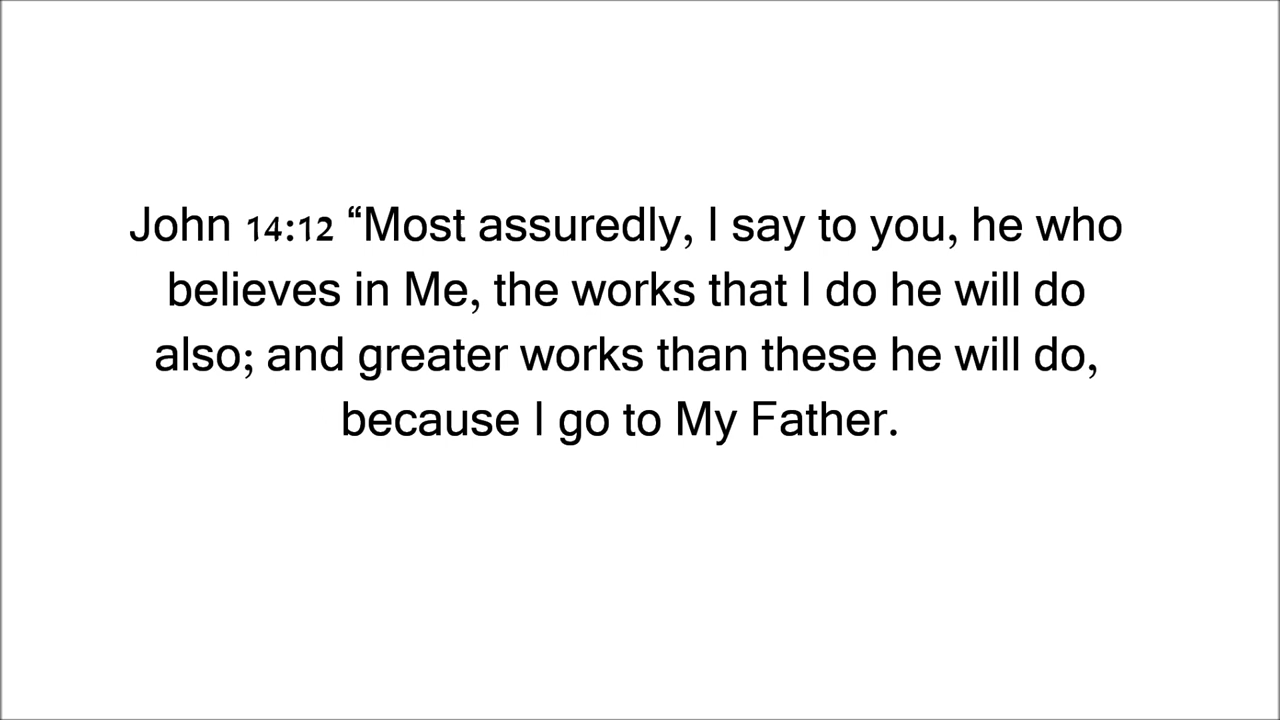 John 14:12 “Most assuredly, I say to you, he who
believes in Me, the works that I do he will do
also; and greater works than these he will do,
because I go to My Father.